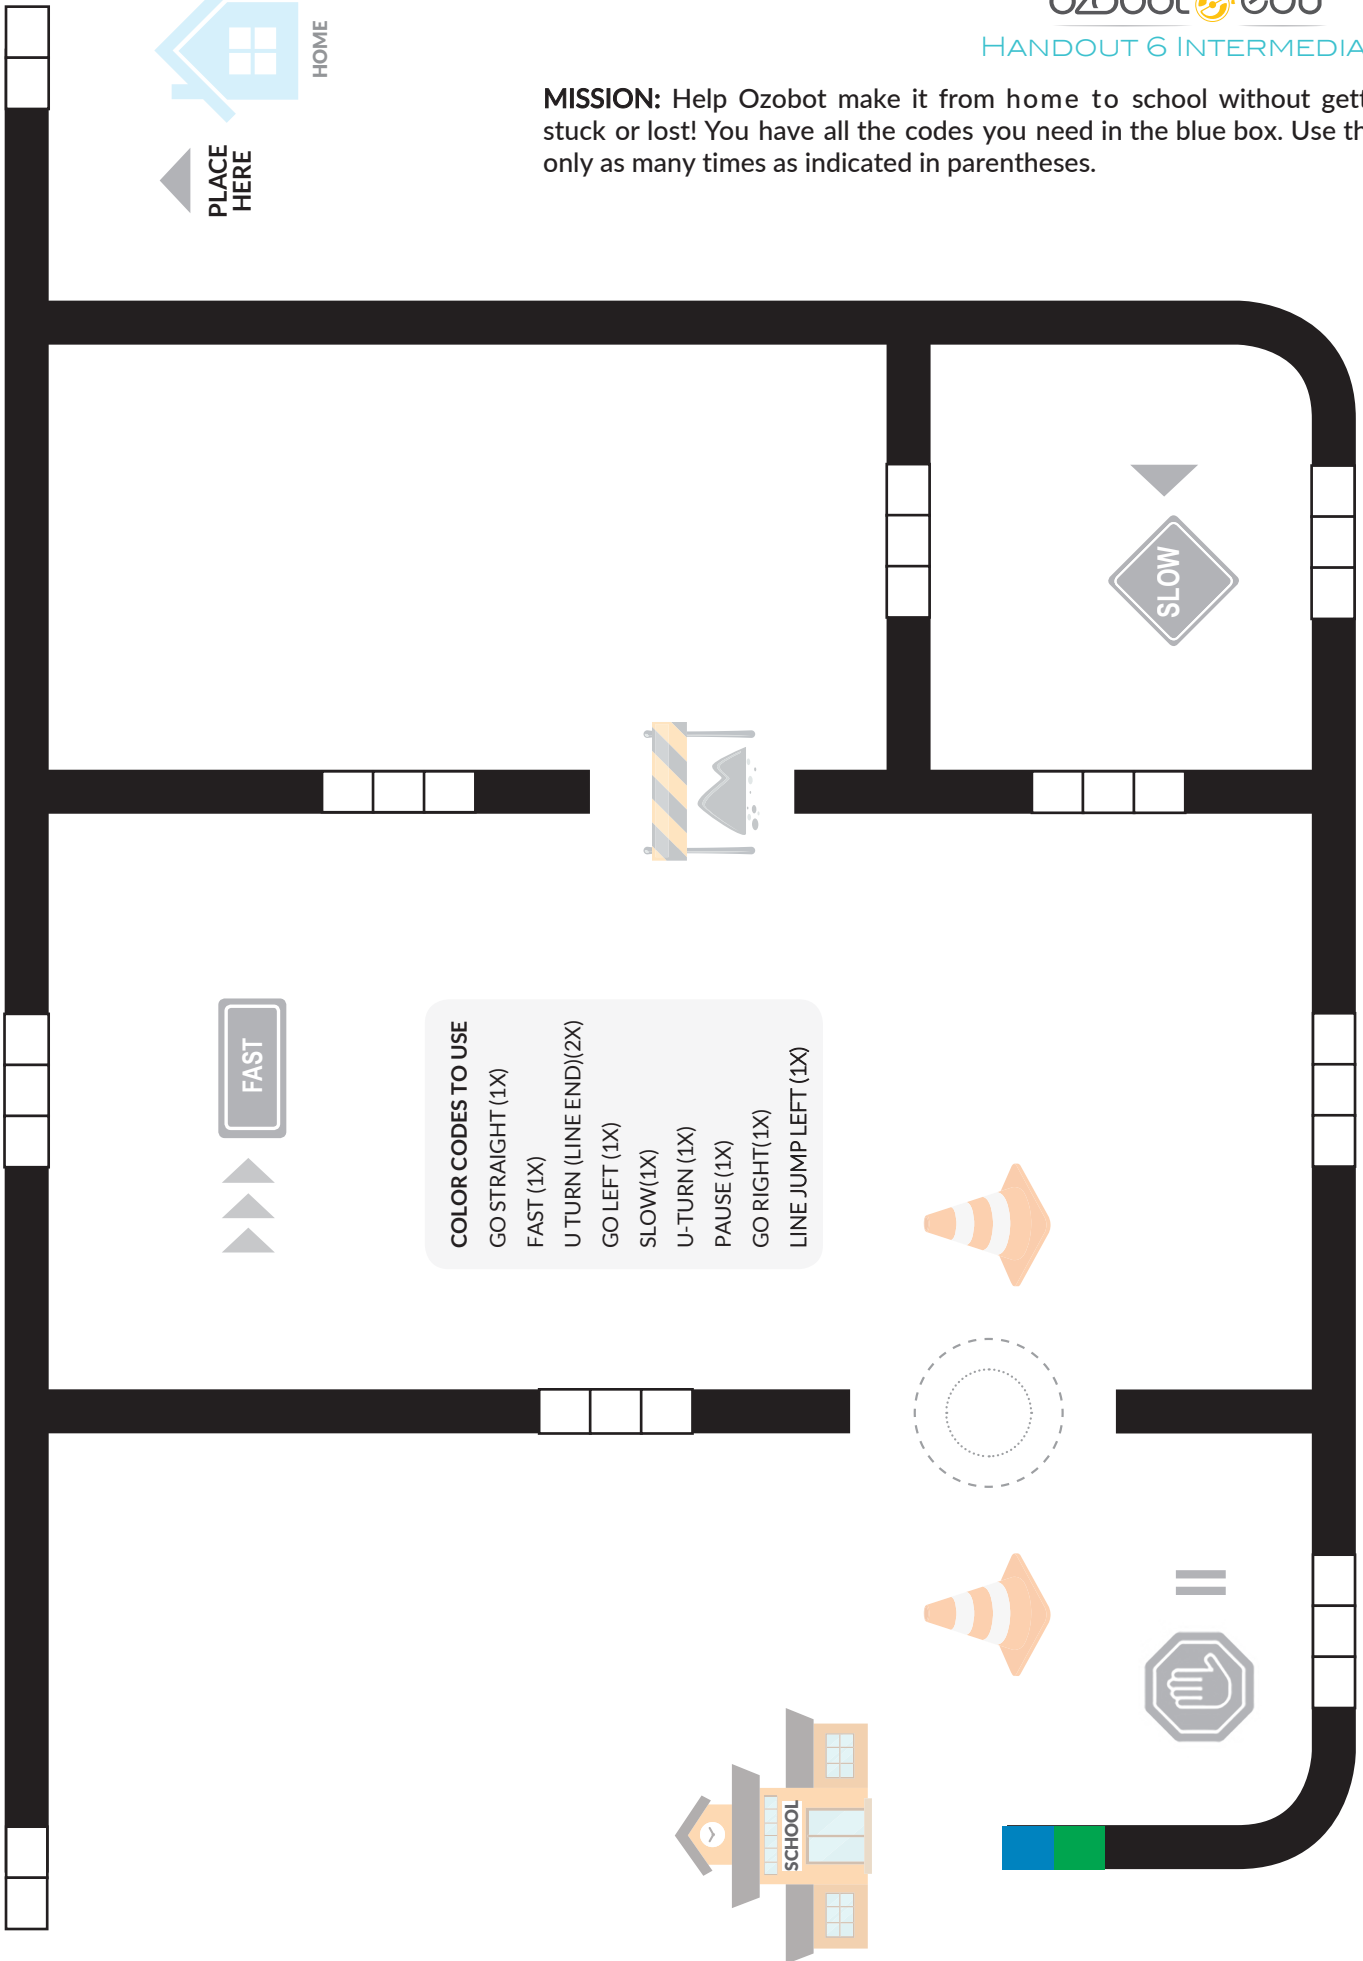 HANDOUT 6 INTERMEDIA
MISSION: Help Ozobot make it from home to school without gett
stuck or lost! You have all the codes you need in the blue box. Use th
only as many times as indicated in parentheses.
HOME
PLACE
HERE
SLOW
FAST
COLOR CODES TO USE
GO STRAIGHT (1X)
FAST (1X)
U TURN (LINE END)(2X)
GO LEFT (1X)
SLOW(1X)
U-TURN (1X)
PAUSE (1X)
GO RIGHT(1X)
LINE JUMP LEFT (1X)
SCHOOL